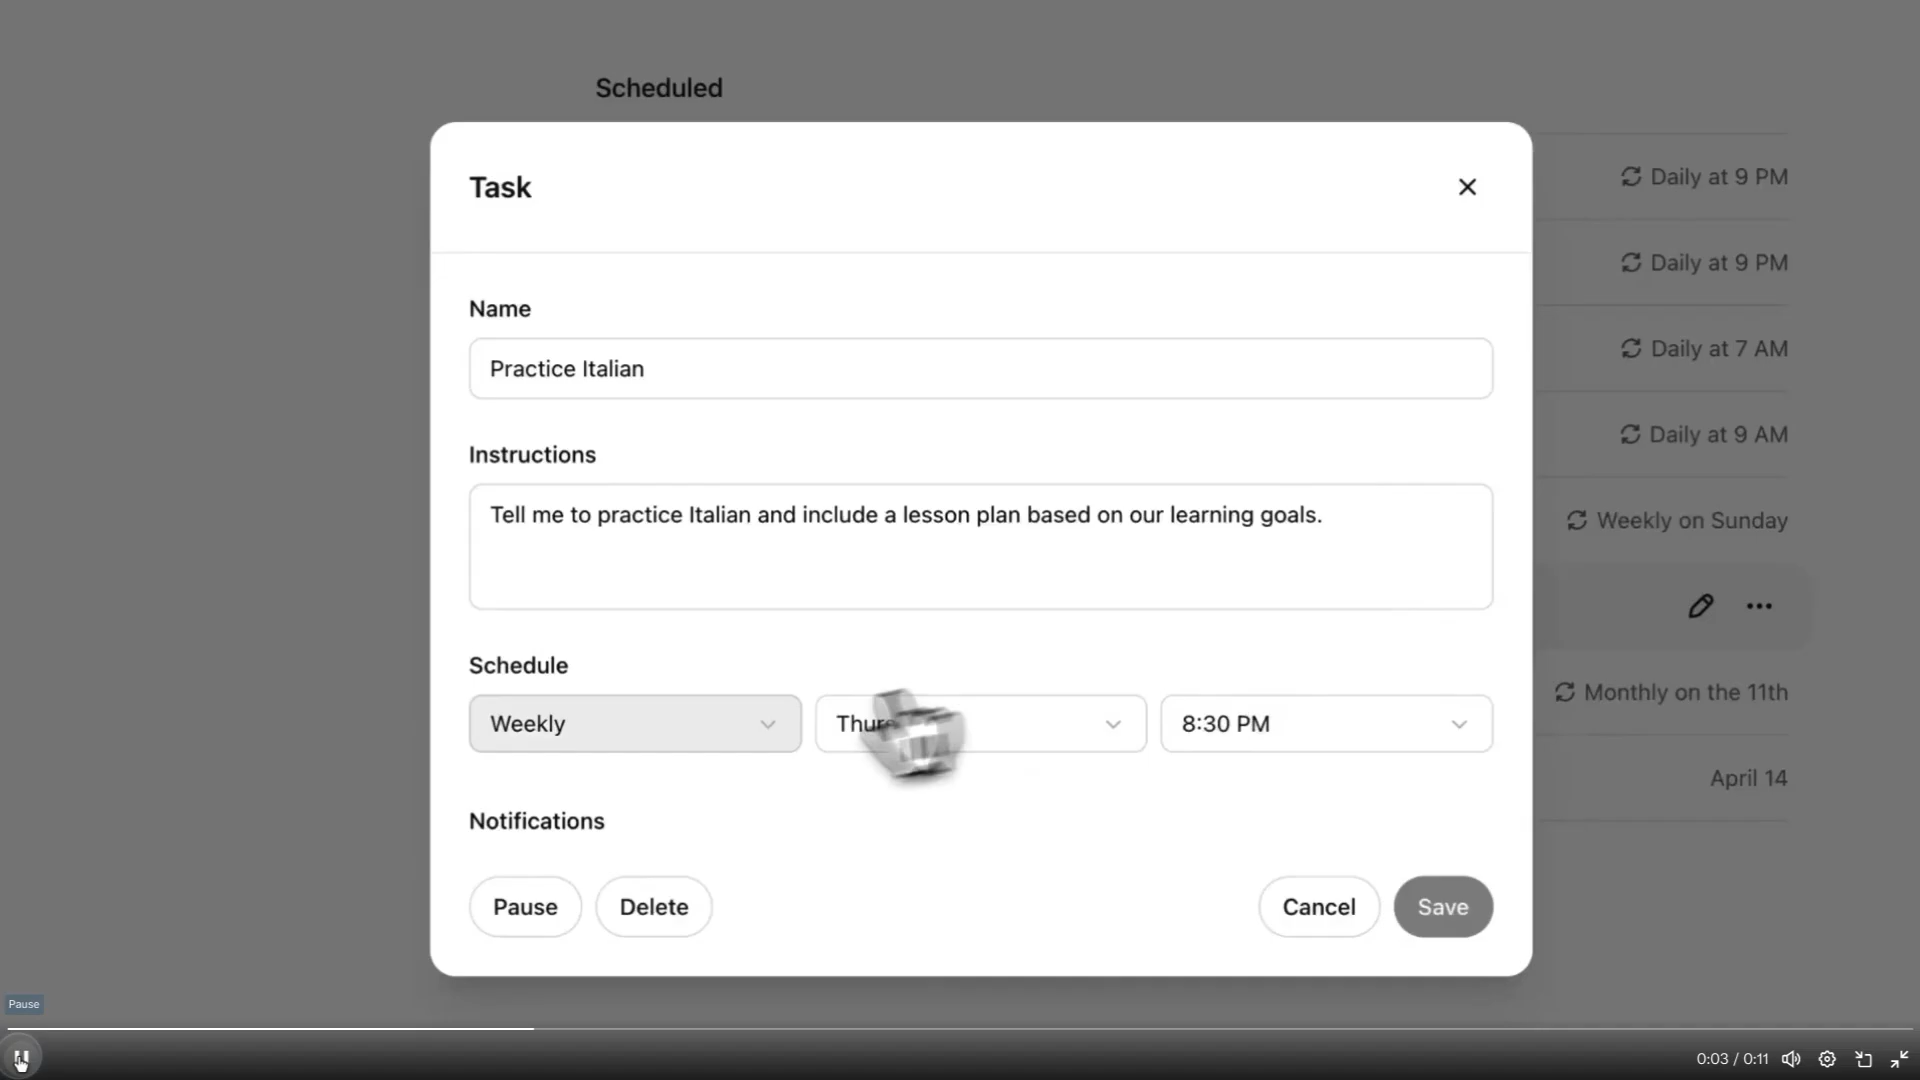 Scheduled
Task
Daily at 9 PM
Name
Daily at 9 PM
Practice Italian
Daily at 7 AM
Instructions
Daily at 9 AM
Tell me to practice Italian and include a lesson plan based on our learning goals.
Weekly on Sunday
Schedule
Monthly on the 11th
Weekly
8:30 PM
April 14
Notifications
Pause
Delete
Cancel
Save
Pause
0:03 / 0:11